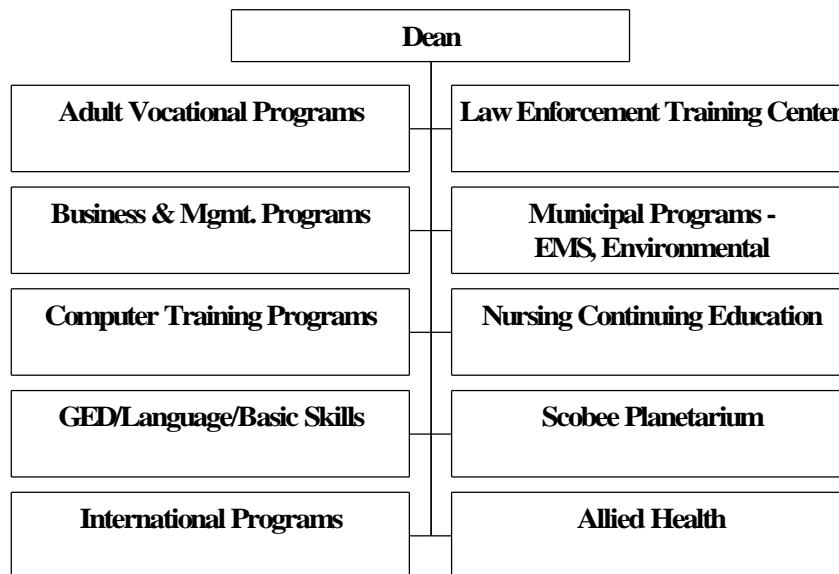 Dean
Adult Vocational Programs
Law Enforcement Training Center
Business & Mgmt. Programs
Municipal Programs -
EMS, Environmental
Computer Training Programs
Nursing Continuing Education
GED/Language/Basic Skills
Scobee Planetarium
International Programs
Allied Health